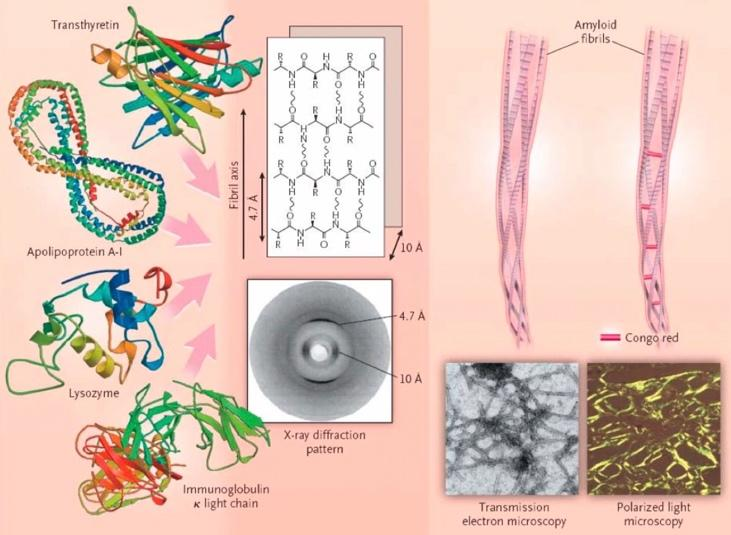 Transthyretin
Apolipoprotein A-I
Lysozyme
Immunoglobulin
κ light chain
Fibril axis
4.7 Å
10 Å
4.7 Å
10 Å
X-ray diffraction
pattern
Amyloid
fibrils
Congo red
Transmission
electron microscopy
Polarized light
microscopy